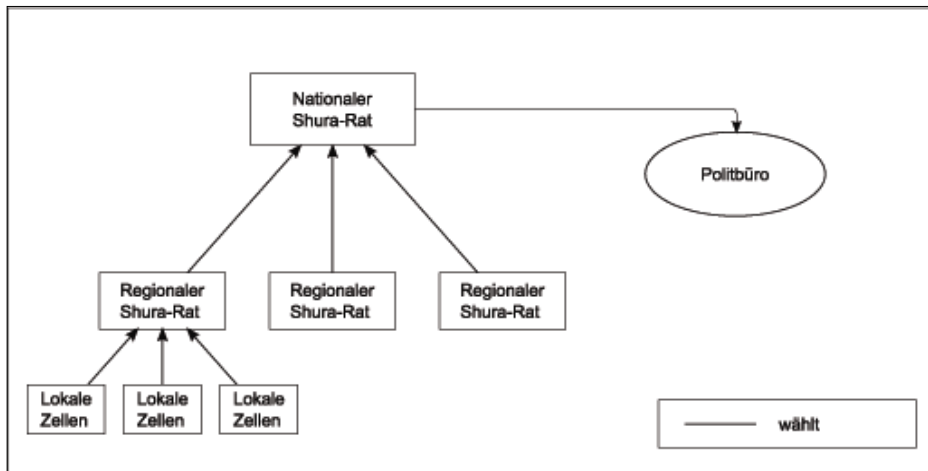 Nationaler
Shura-Rat
Politbüro
Regionaler
Shura-Rat
Regionaler
Shura-Rat
Regionaler
Shura-Rat
Lokale
Zellen
Lokale
Zellen
Lokale
Zellen
wählt